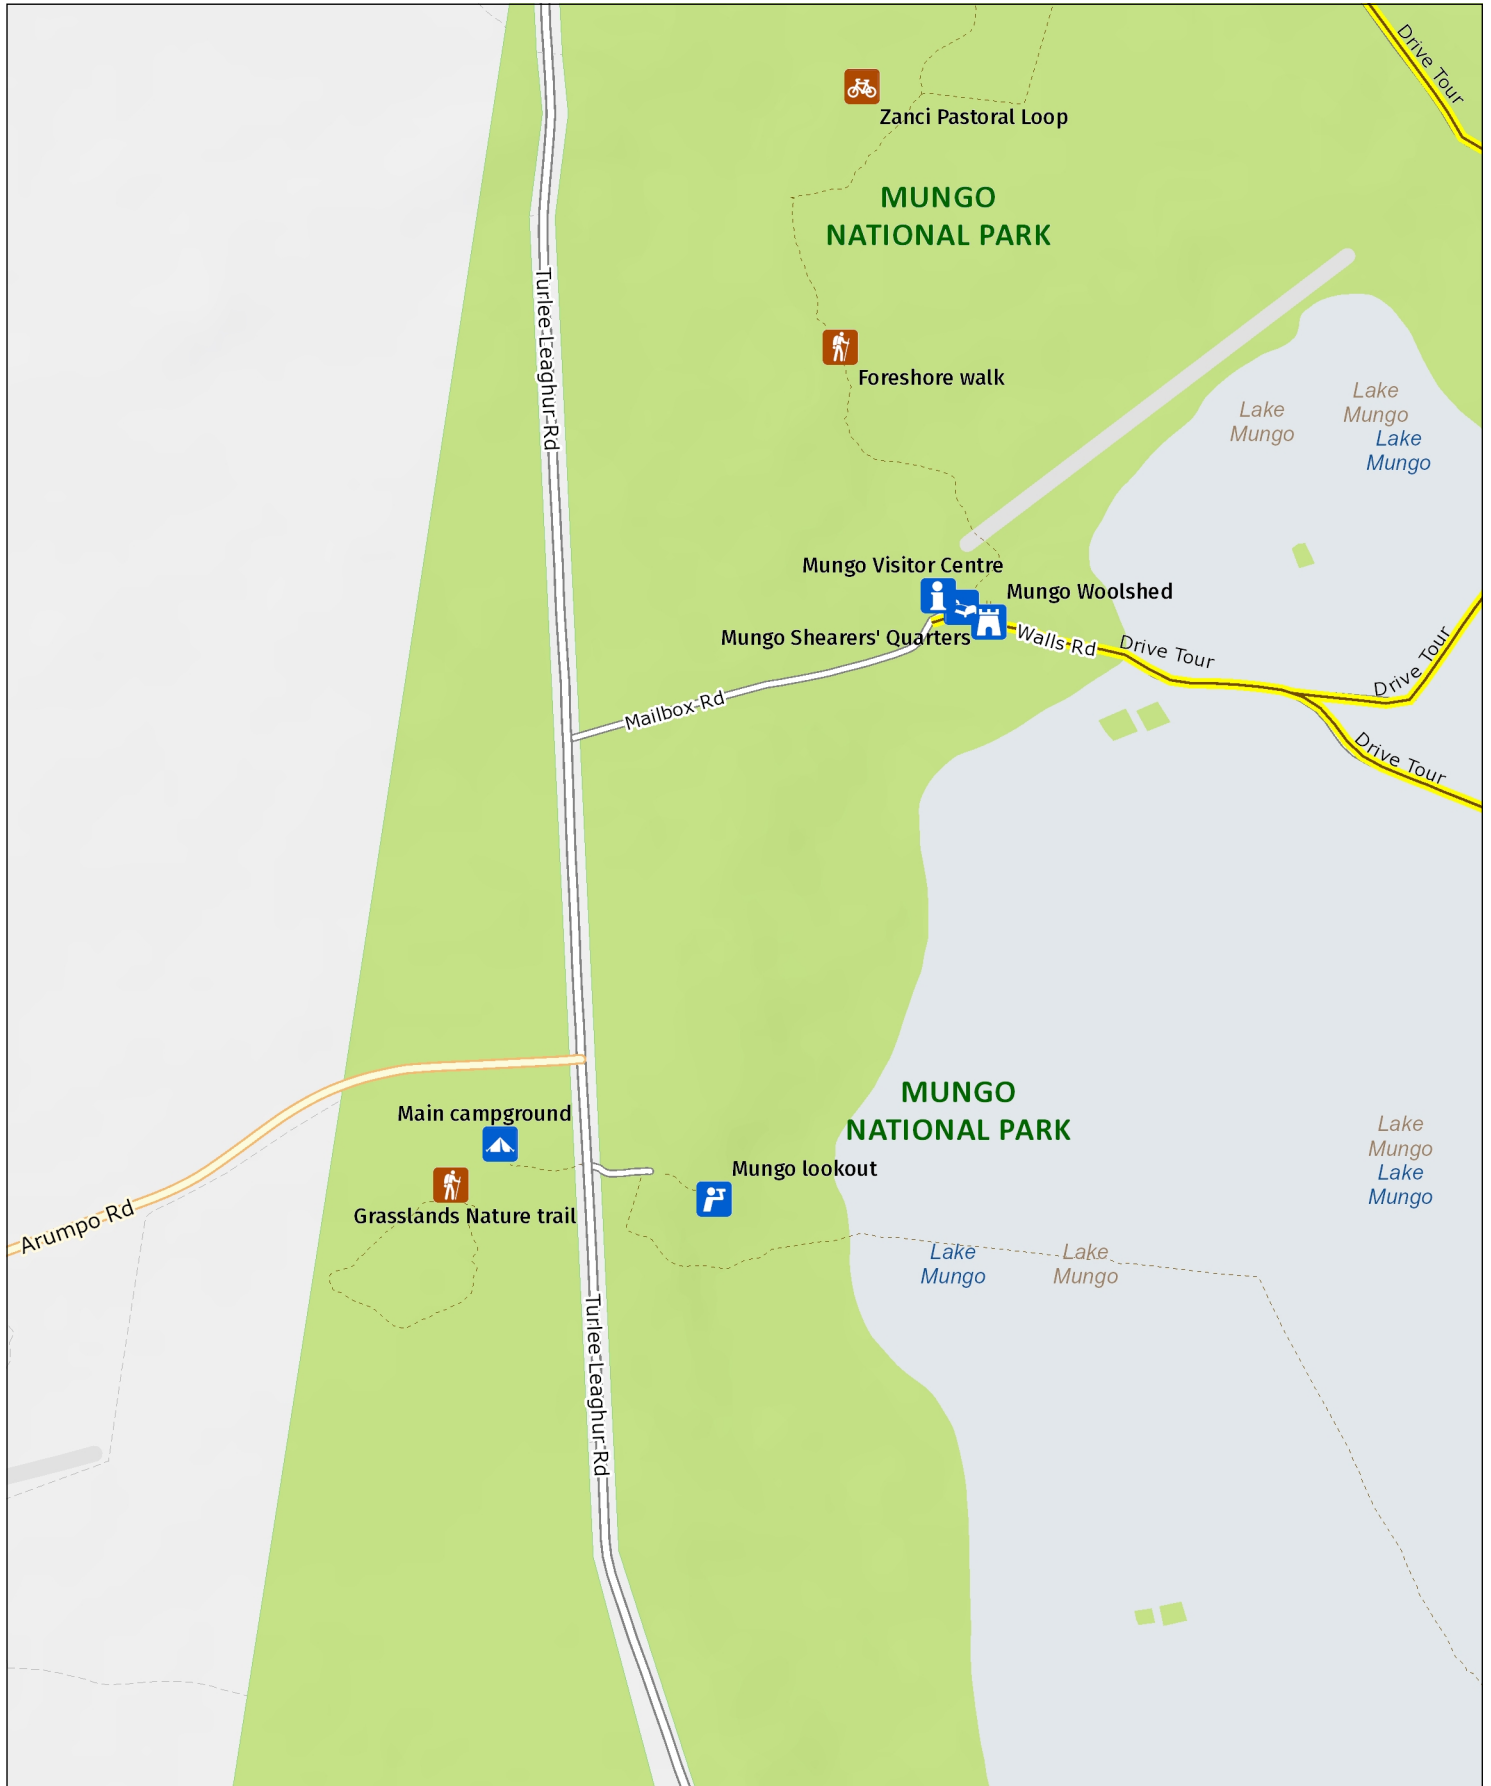 Drive Tour
Zanci Pastoral Loop
MUNGO
NATIONAL PARK
Turlee-Leaghur-Rd
Foreshore walk
Lake
Mungo
Lake
Mungo
Lake
Mungo
Mungo Visitor Centre
Mungo Woolshed
Mungo Shearers' Quarters
Walls Rd
Drive Tour
Drive Tour
Mailbox-Rd
Drive Tour
MUNGO
NATIONAL PARK
Main campground
Mungo lookout
Lake
Mungo
Lake
Mungo
Grasslands Nature trail
Arumpo Rd
Lake
Mungo
Lake
Mungo
Turlee-Leaghur-Rd